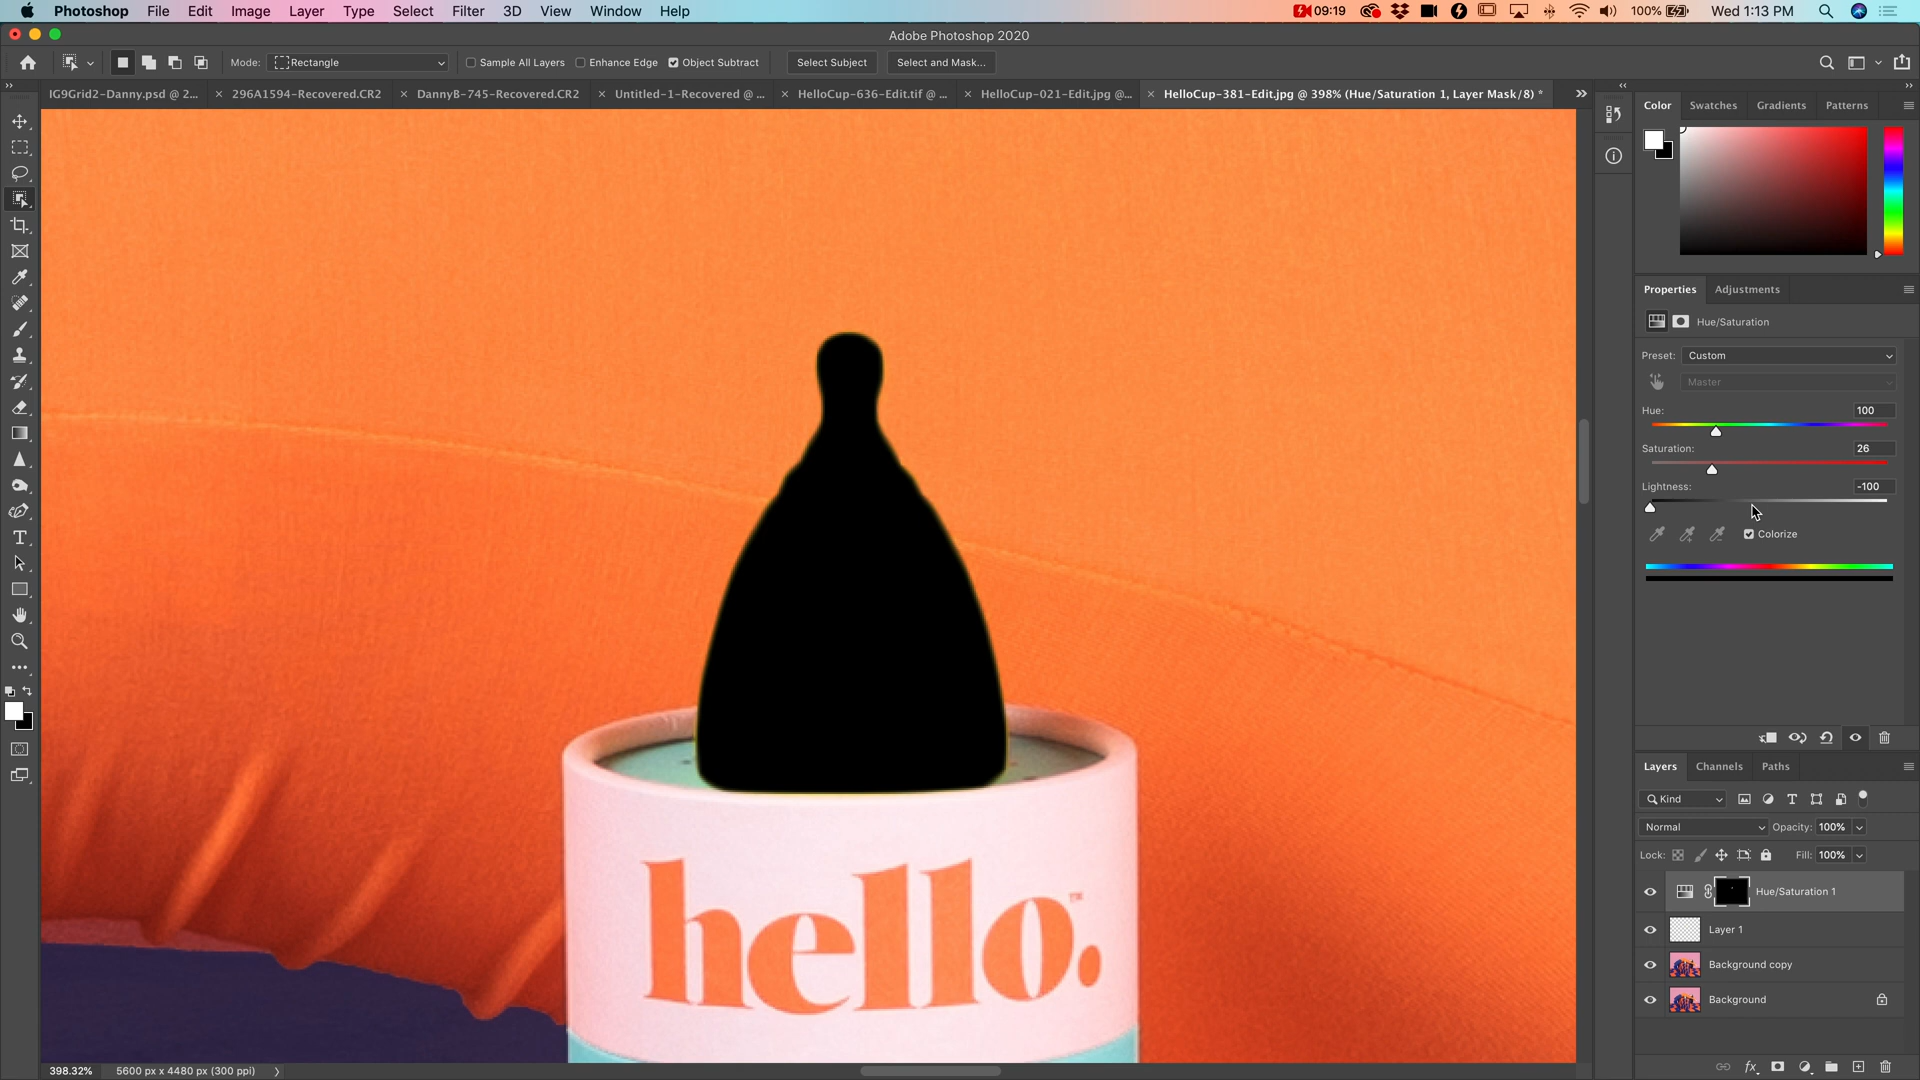 Photoshop File Edit Image Layer Type Select Filter 3D View Window Help 09:19 100% Wed 1:13 PM
Adobe Photoshop 2020
Mode: Rectangle Sample All Layers Enhance Edge Object Subtract Select Subject Select and Mask...
IG9Grid2-Danny.psd @ 2... 296A1594-Recovered.CR2 DannyB-745-Recovered.CR2 Untitled-1-Recovered @ ... HelloCup-636-Edit.tif @ ... HelloCup-021-Edit.jpg @... HelloCup-381-Edit.jpg @ 398% (Hue/Saturation 1, Layer Mask/8) *
Color Swatches Gradients Patterns
Properties Adjustments
Hue/Saturation
Preset: Custom
Master
Hue: 100
Saturation: 26
Lightness: -100
Colorize
Layers Channels Paths
Kind
Normal Opacity: 100%
Lock: Fill: 100%
Hue/Saturation 1
Layer 1
Background copy
Background
hello.™
398.32% 5600 px x 4480 px (300 ppi)